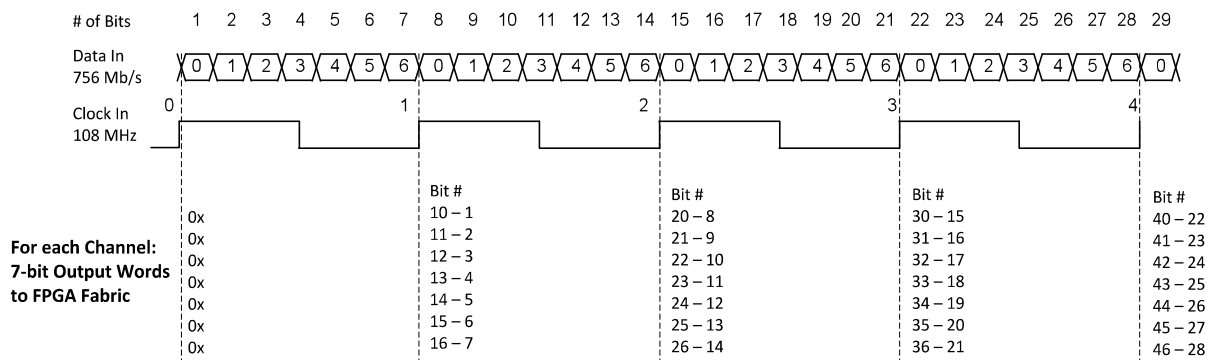 # of Bits 1 2 3 4 5 6 7 8 9 10 11 12 13 14 15 16 17 18 19 20 21 22 23 24 25 26 27 28 29
Data In
756 Mb/s
0 1 2 3 4 5 6 0 1 2 3 4 5 6 0 1 2 3 4 5 6 0 1 2 3 4 5 6 0
Clock In
108 MHz
0 1 2 3 4
For each Channel:
7-bit Output Words
to FPGA Fabric
0x
0x
0x
0x
0x
0x
0x
Bit #
10 – 1
11 – 2
12 – 3
13 – 4
14 – 5
15 – 6
16 – 7
Bit #
20 – 8
21 – 9
22 – 10
23 – 11
24 – 12
25 – 13
26 – 14
Bit #
30 – 15
31 – 16
32 – 17
33 – 18
34 – 19
35 – 20
36 – 21
Bit #
40 – 22
41 – 23
42 – 24
43 – 25
44 – 26
45 – 27
46 – 28